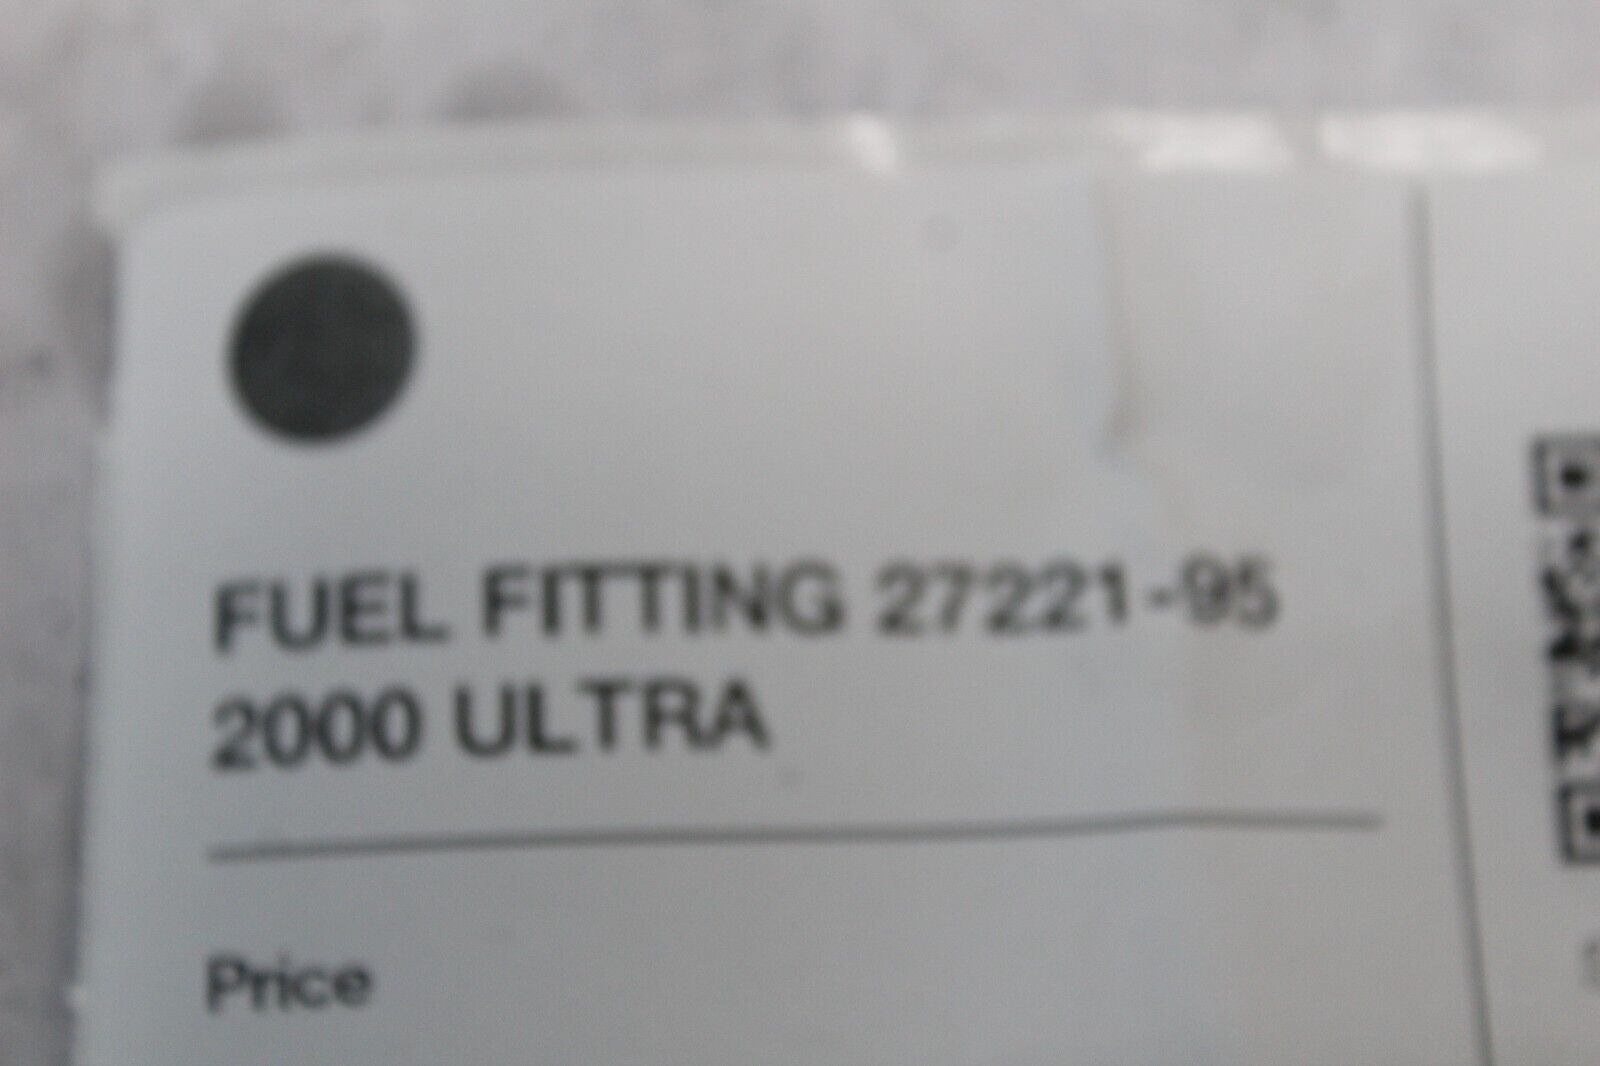 FUEL FITTING 27221-95
2000 ULTRA
Price